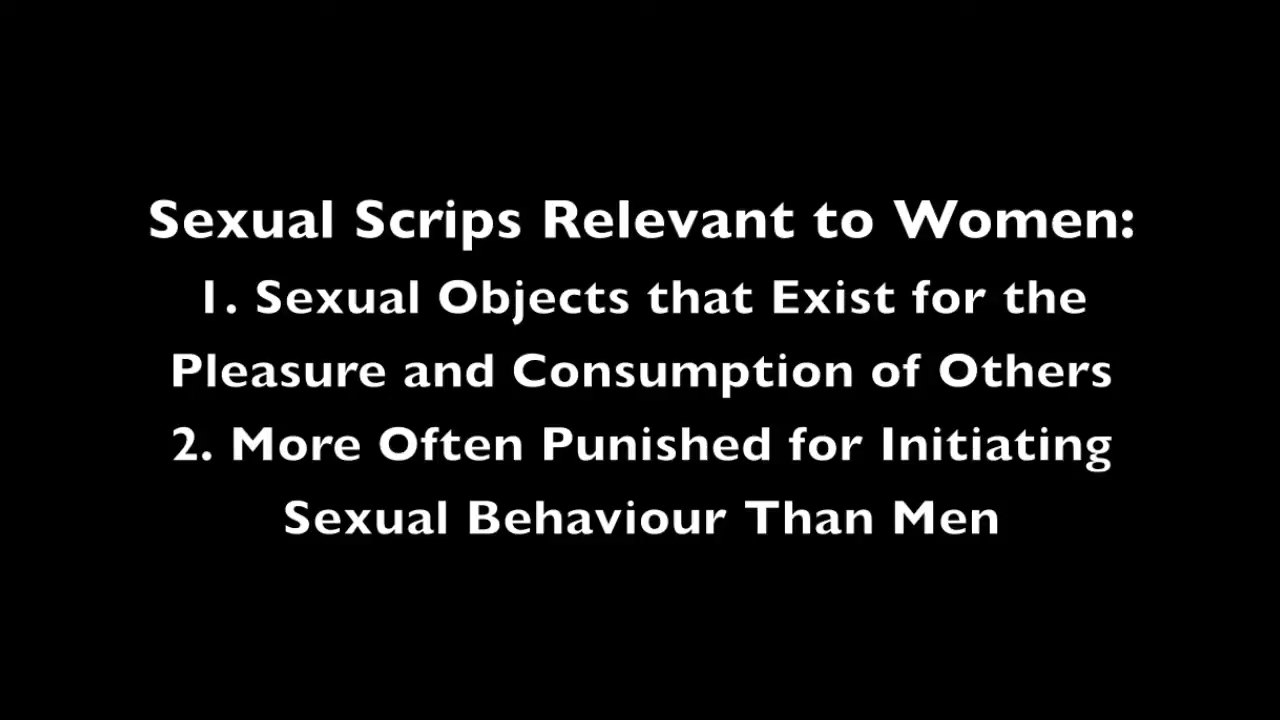 Sexual Scrips Relevant to Women:
1. Sexual Objects that Exist for the
Pleasure and Consumption of Others
2. More Often Punished for Initiating
Sexual Behaviour Than Men